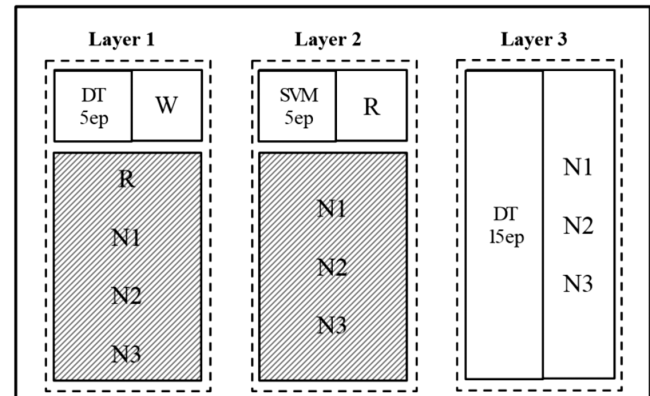 Layer 1
DT
5ep
W
R
N1
N2
N3
Layer 2
SVM
5ep
R
N1
N2
N3
Layer 3
DT
15ep
N1
N2
N3